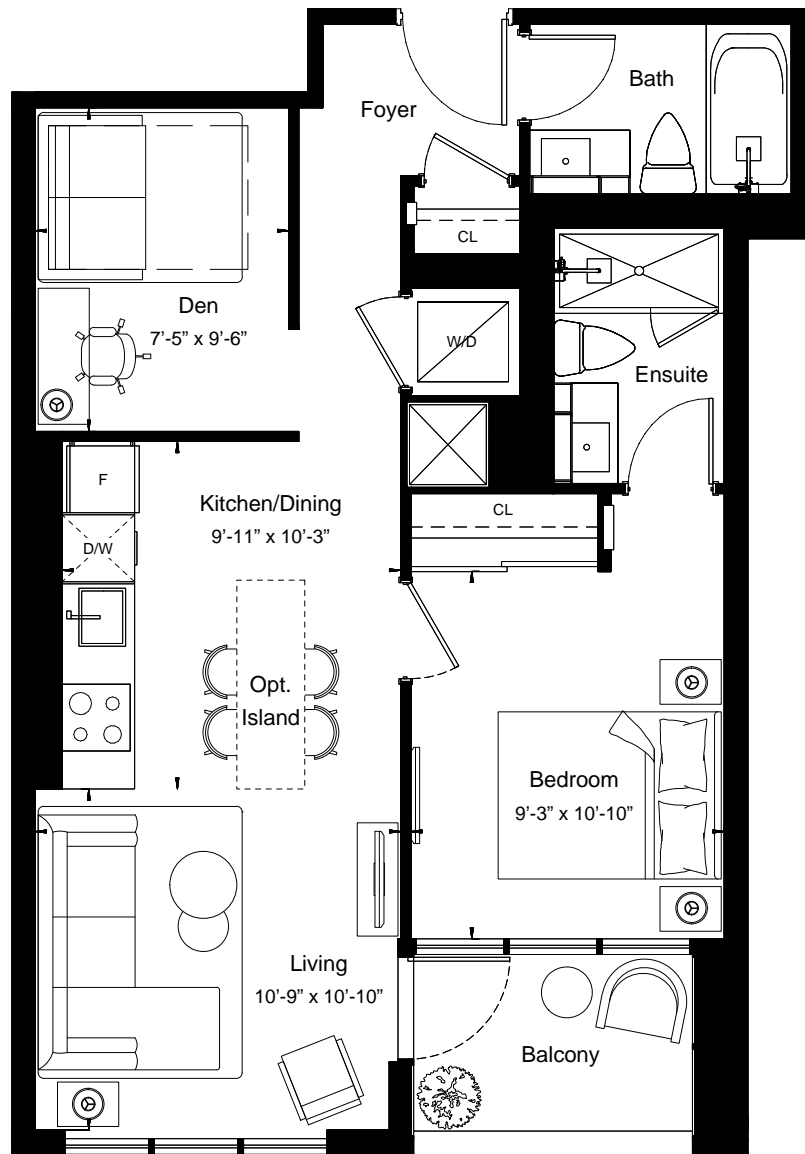 Bath
Foyer
CL
Den
7’-5” x 9’-6”
W/D
Ensuite
F
Kitchen/Dining
9’-11” x 10’-3”
CL
D/W
Opt.
Island
Bedroom
9’-3” x 10’-10”
Living
10’-9” x 10’-10”
Balcony